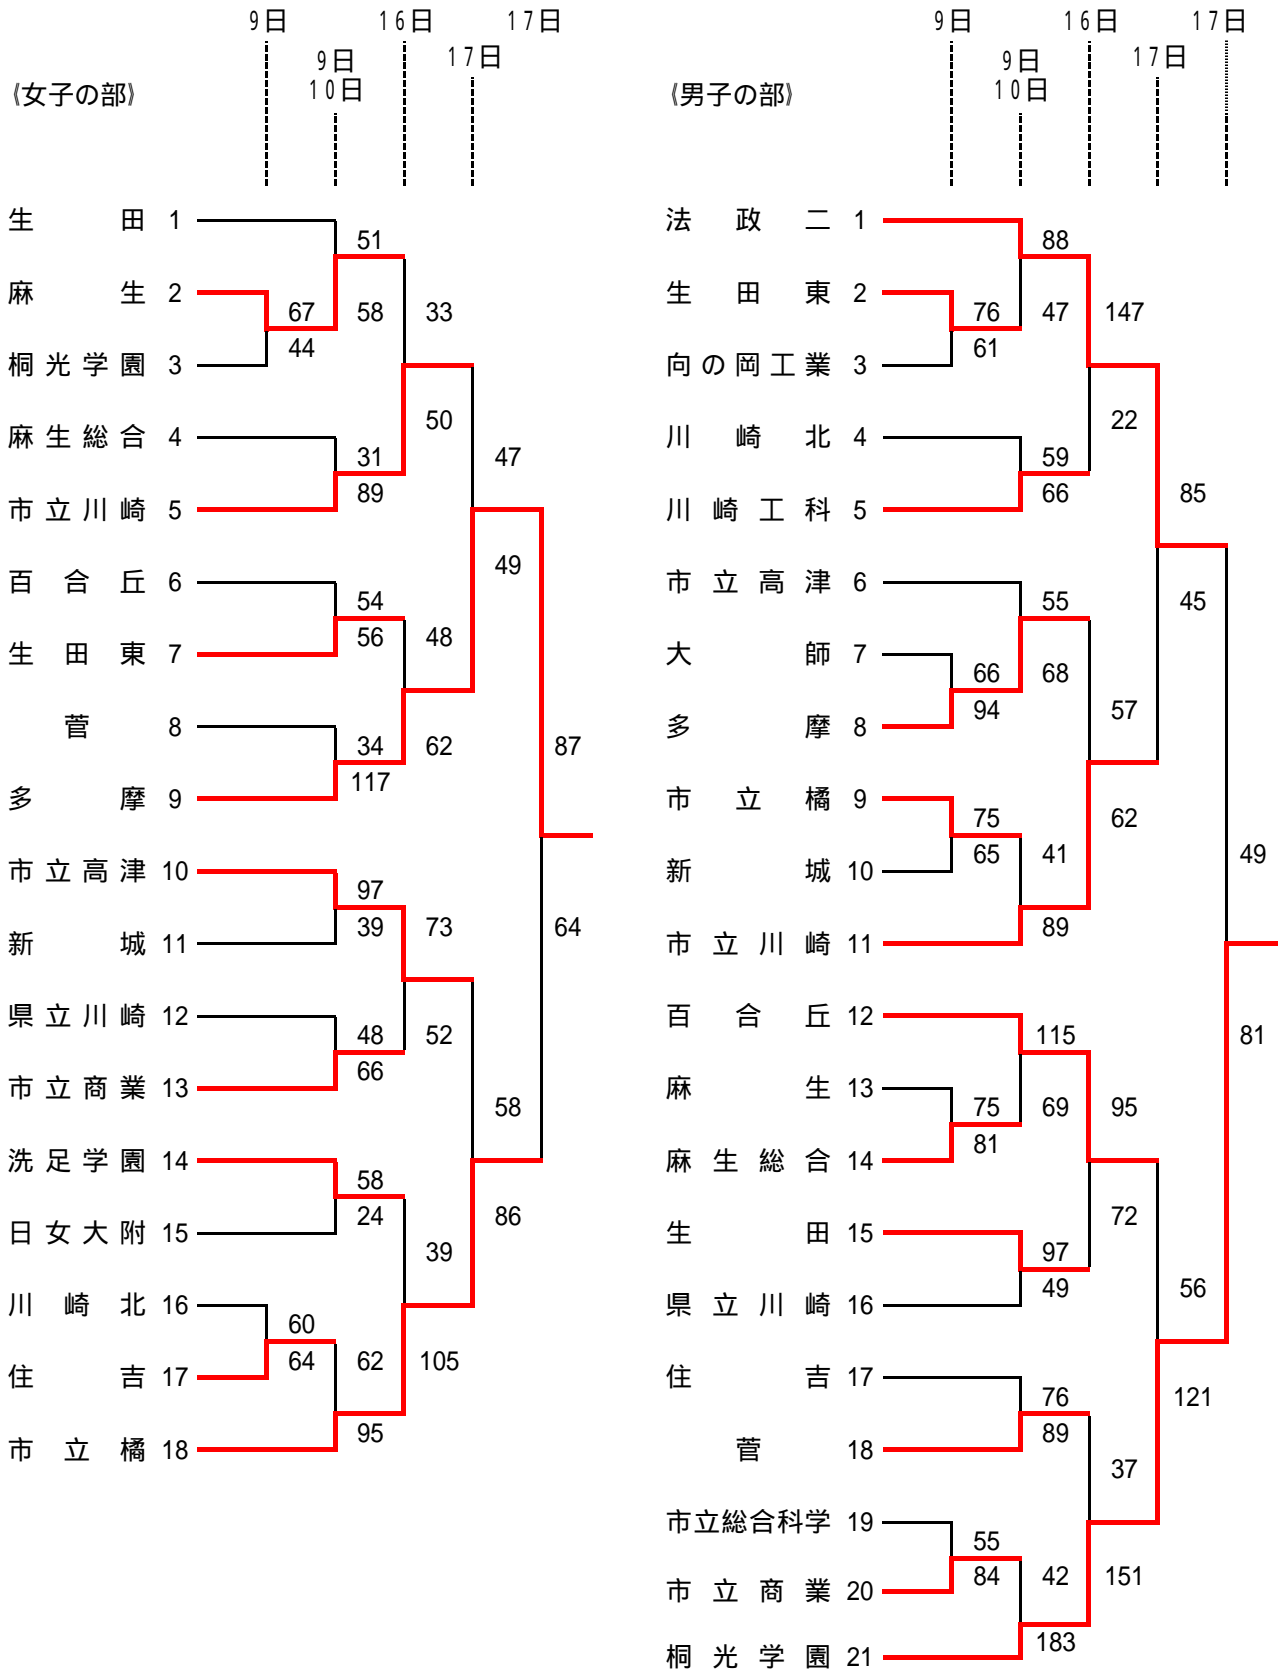 9日 16日 17日
9日 17日
10日
《女子の部》
生田 1
51
麻生 2
67 58 33
44
桐光学園 3
50
麻生総合 4
31 47
89
市立川崎 5
49
百合丘 6
54
56 48
生田東 7
菅 8
34 62 87
117
多摩 9
市立高津 10
97
39 73 64
新城 11
県立川崎 12
48 52
66
市立商業 13
58
洗足学園 14
58
24 86
日女大附 15
39
川崎北 16
60
64 62 105
住吉 17
95
市立橘 18
9日 16日 17日
9日 17日
10日
《男子の部》
法政二 1
88
生田東 2
76 47 147
61
向の岡工業 3
22
川崎北 4
59
66 85
川崎工科 5
市立高津 6
55 45
大師 7
66 68
94 57
多摩 8
市立橘 9
75 62
65 41 49
新城 10
89
市立川崎 11
百合丘 12
115 81
麻生 13
75 69 95
81
麻生総合 14
72
生田 15
97
49 56
県立川崎 16
住吉 17
76 121
89
菅 18
37
市立総合科学 19
55
84 42 151
市立商業 20
183
桐光学園 21